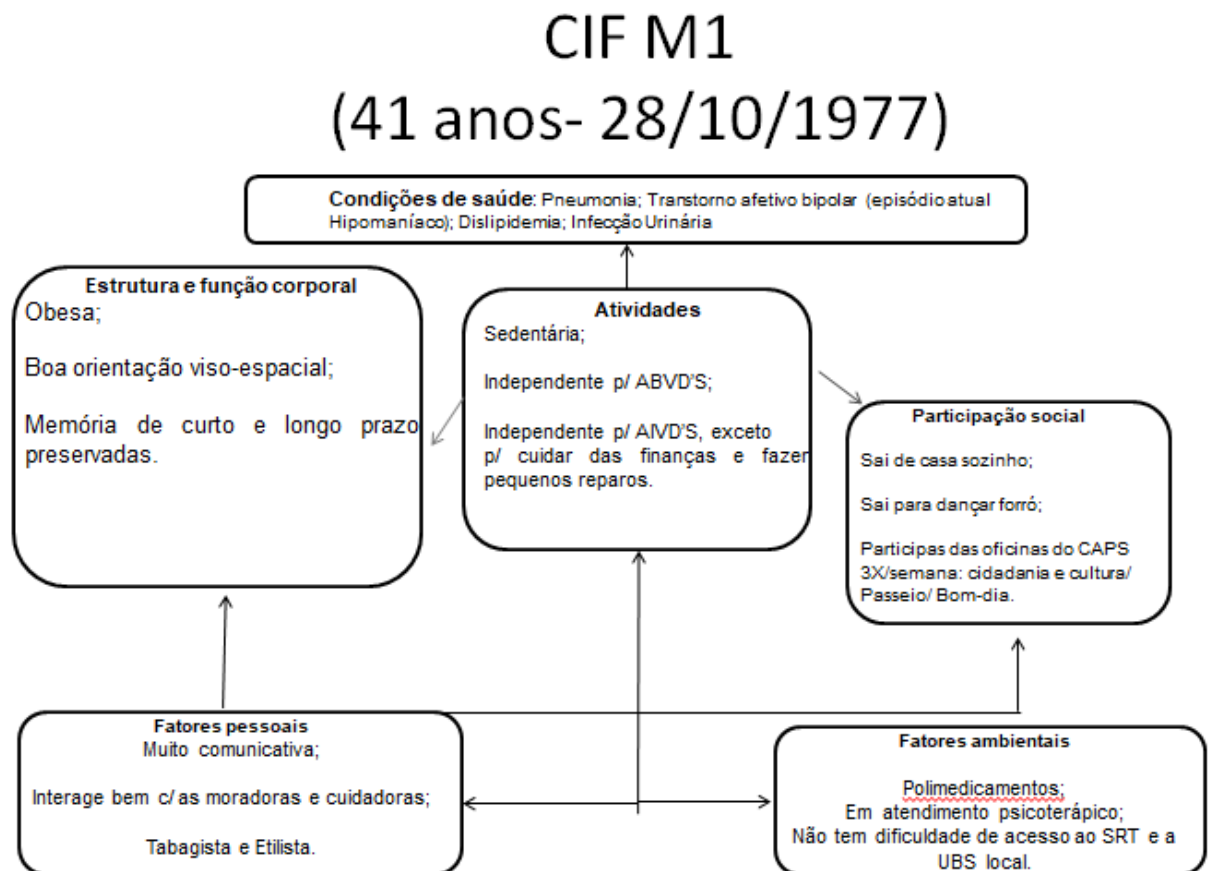 CIF M1
(41 anos- 28/10/1977)
Condições de saúde: Pneumonia; Transtorno afetivo bipolar (episódio atual
Hipomaníaco); Dislipidemia; Infecção Urinária
Estrutura e função corporal
Obesa;
Boa orientação viso-espacial;
Memória de curto e longo prazo
preservadas.
Atividades
Sedentária;
Independente p/ ABVD'S;
Independente p/ AIVD'S, exceto
p/ cuidar das finanças e fazer
pequenos reparos.
Participação social
Sai de casa sozinho;
Sai para dançar forró;
Participas das oficinas do CAPS
3X/semana: cidadania e cultura/
Passeio/ Bom-dia.
Fatores pessoais
Muito comunicativa;
Interage bem c/ as moradoras e cuidadoras;
Tabagista e Etilista.
Fatores ambientais
Polimedicamentos;
Em atendimento psicoterápico;
Não tem dificuldade de acesso ao SRT e a
UBS local.